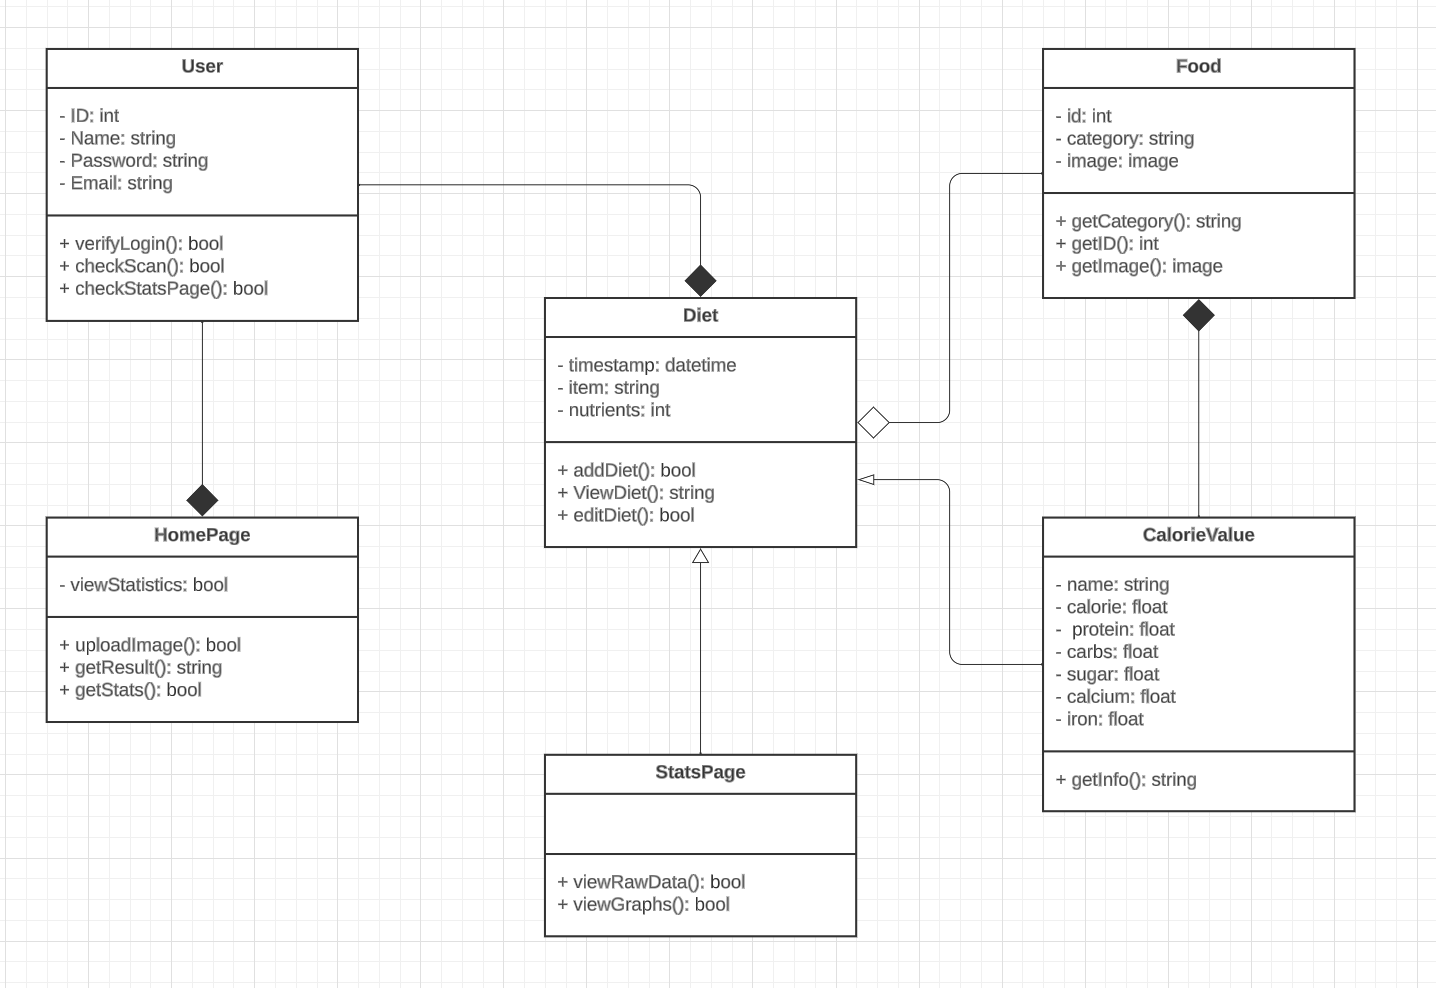 User
- ID: int
- Name: string
- Password: string
- Email: string
+ verifyLogin(): bool
+ checkScan(): bool
+ checkStatsPage(): bool
Food
- id: int
- category: string
- image: image
+ getCategory(): string
+ getID(): int
+ getImage(): image
Diet
- timestamp: datetime
- item: string
- nutrients: int
+ addDiet(): bool
+ ViewDiet(): string
+ editDiet(): bool
HomePage
- viewStatistics: bool
+ uploadImage(): bool
+ getResult(): string
+ getStats(): bool
CalorieValue
- name: string
- calorie: float
- protein: float
- carbs: float
- sugar: float
- calcium: float
- iron: float
+ getInfo(): string
StatsPage
+ viewRawData(): bool
+ viewGraphs(): bool